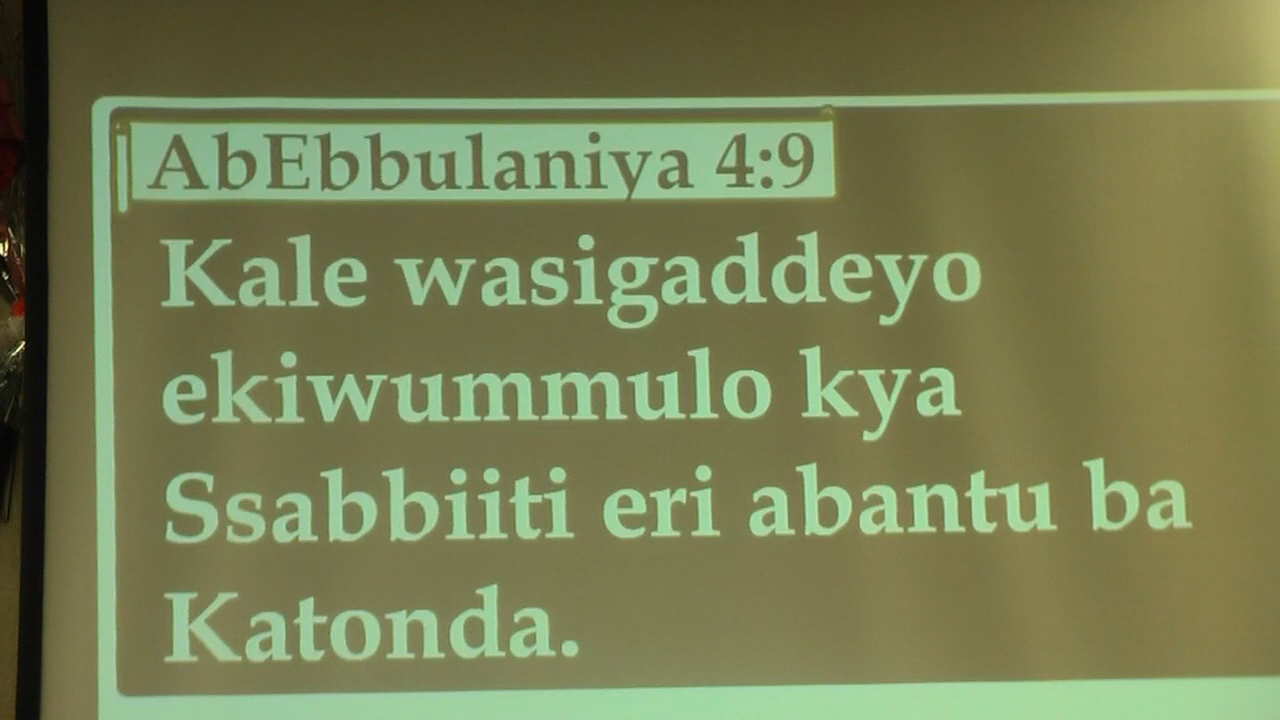 AbEbbulaniya 4:9
Kale wasigaddeyo
ekiwummulo kya
Ssabbiiti eri abantu ba
Katonda.